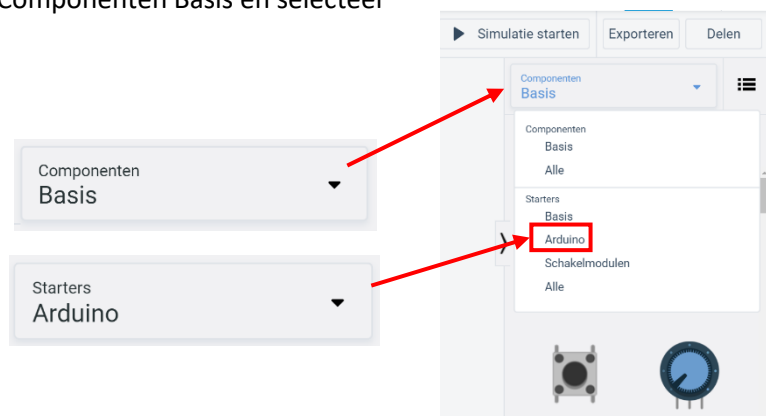 Componenten Basis en selecteer
Simulatie starten
Exporteren
Delen
Componenten
Basis
Componenten
Basis
Alle
Starters
Basis
Arduino
Schakelmodulen
Alle
Componenten
Basis
Starters
Arduino